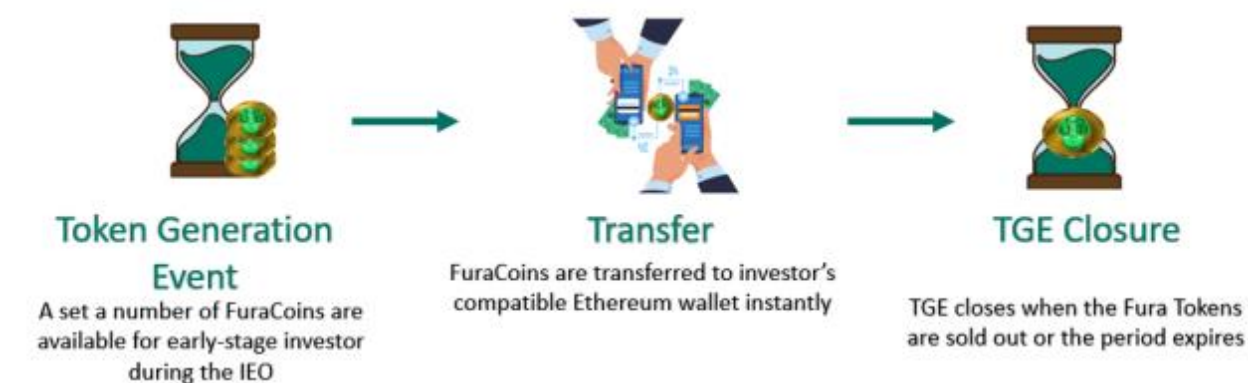 Token Generation
Event
A set a number of FuraCoins are
available for early-stage investor
during the IEO
Transfer
FuraCoins are transferred to investor's
compatible Ethereum wallet instantly
TGE Closure
TGE closes when the Fura Tokens
are sold out or the period expires